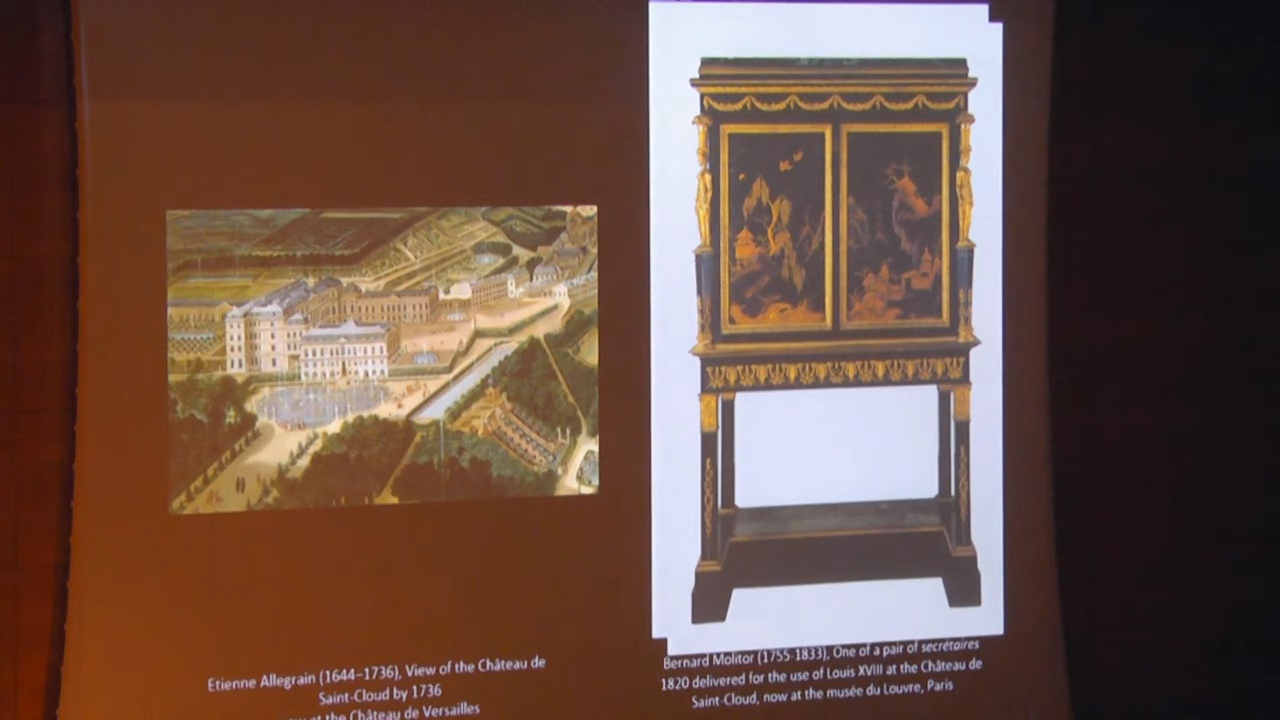 Etienne Allegrain (1644–1736), View of the Château de
Saint-Cloud by 1736
at the Château de Versailles
Bernard Molitor (1755-1833), One of a pair of secrétaires
1820 delivered for the use of Louis XVIII at the Château de
Saint-Cloud, now at the musée du Louvre, Paris